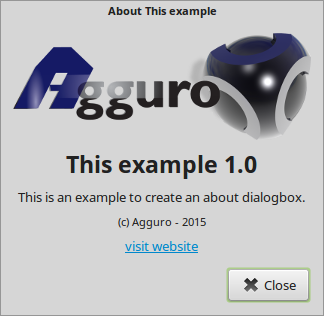 About This example
Agguro
This example 1.0
This is an example to create an about dialogbox.
(c) Agguro - 2015
visit website
Close